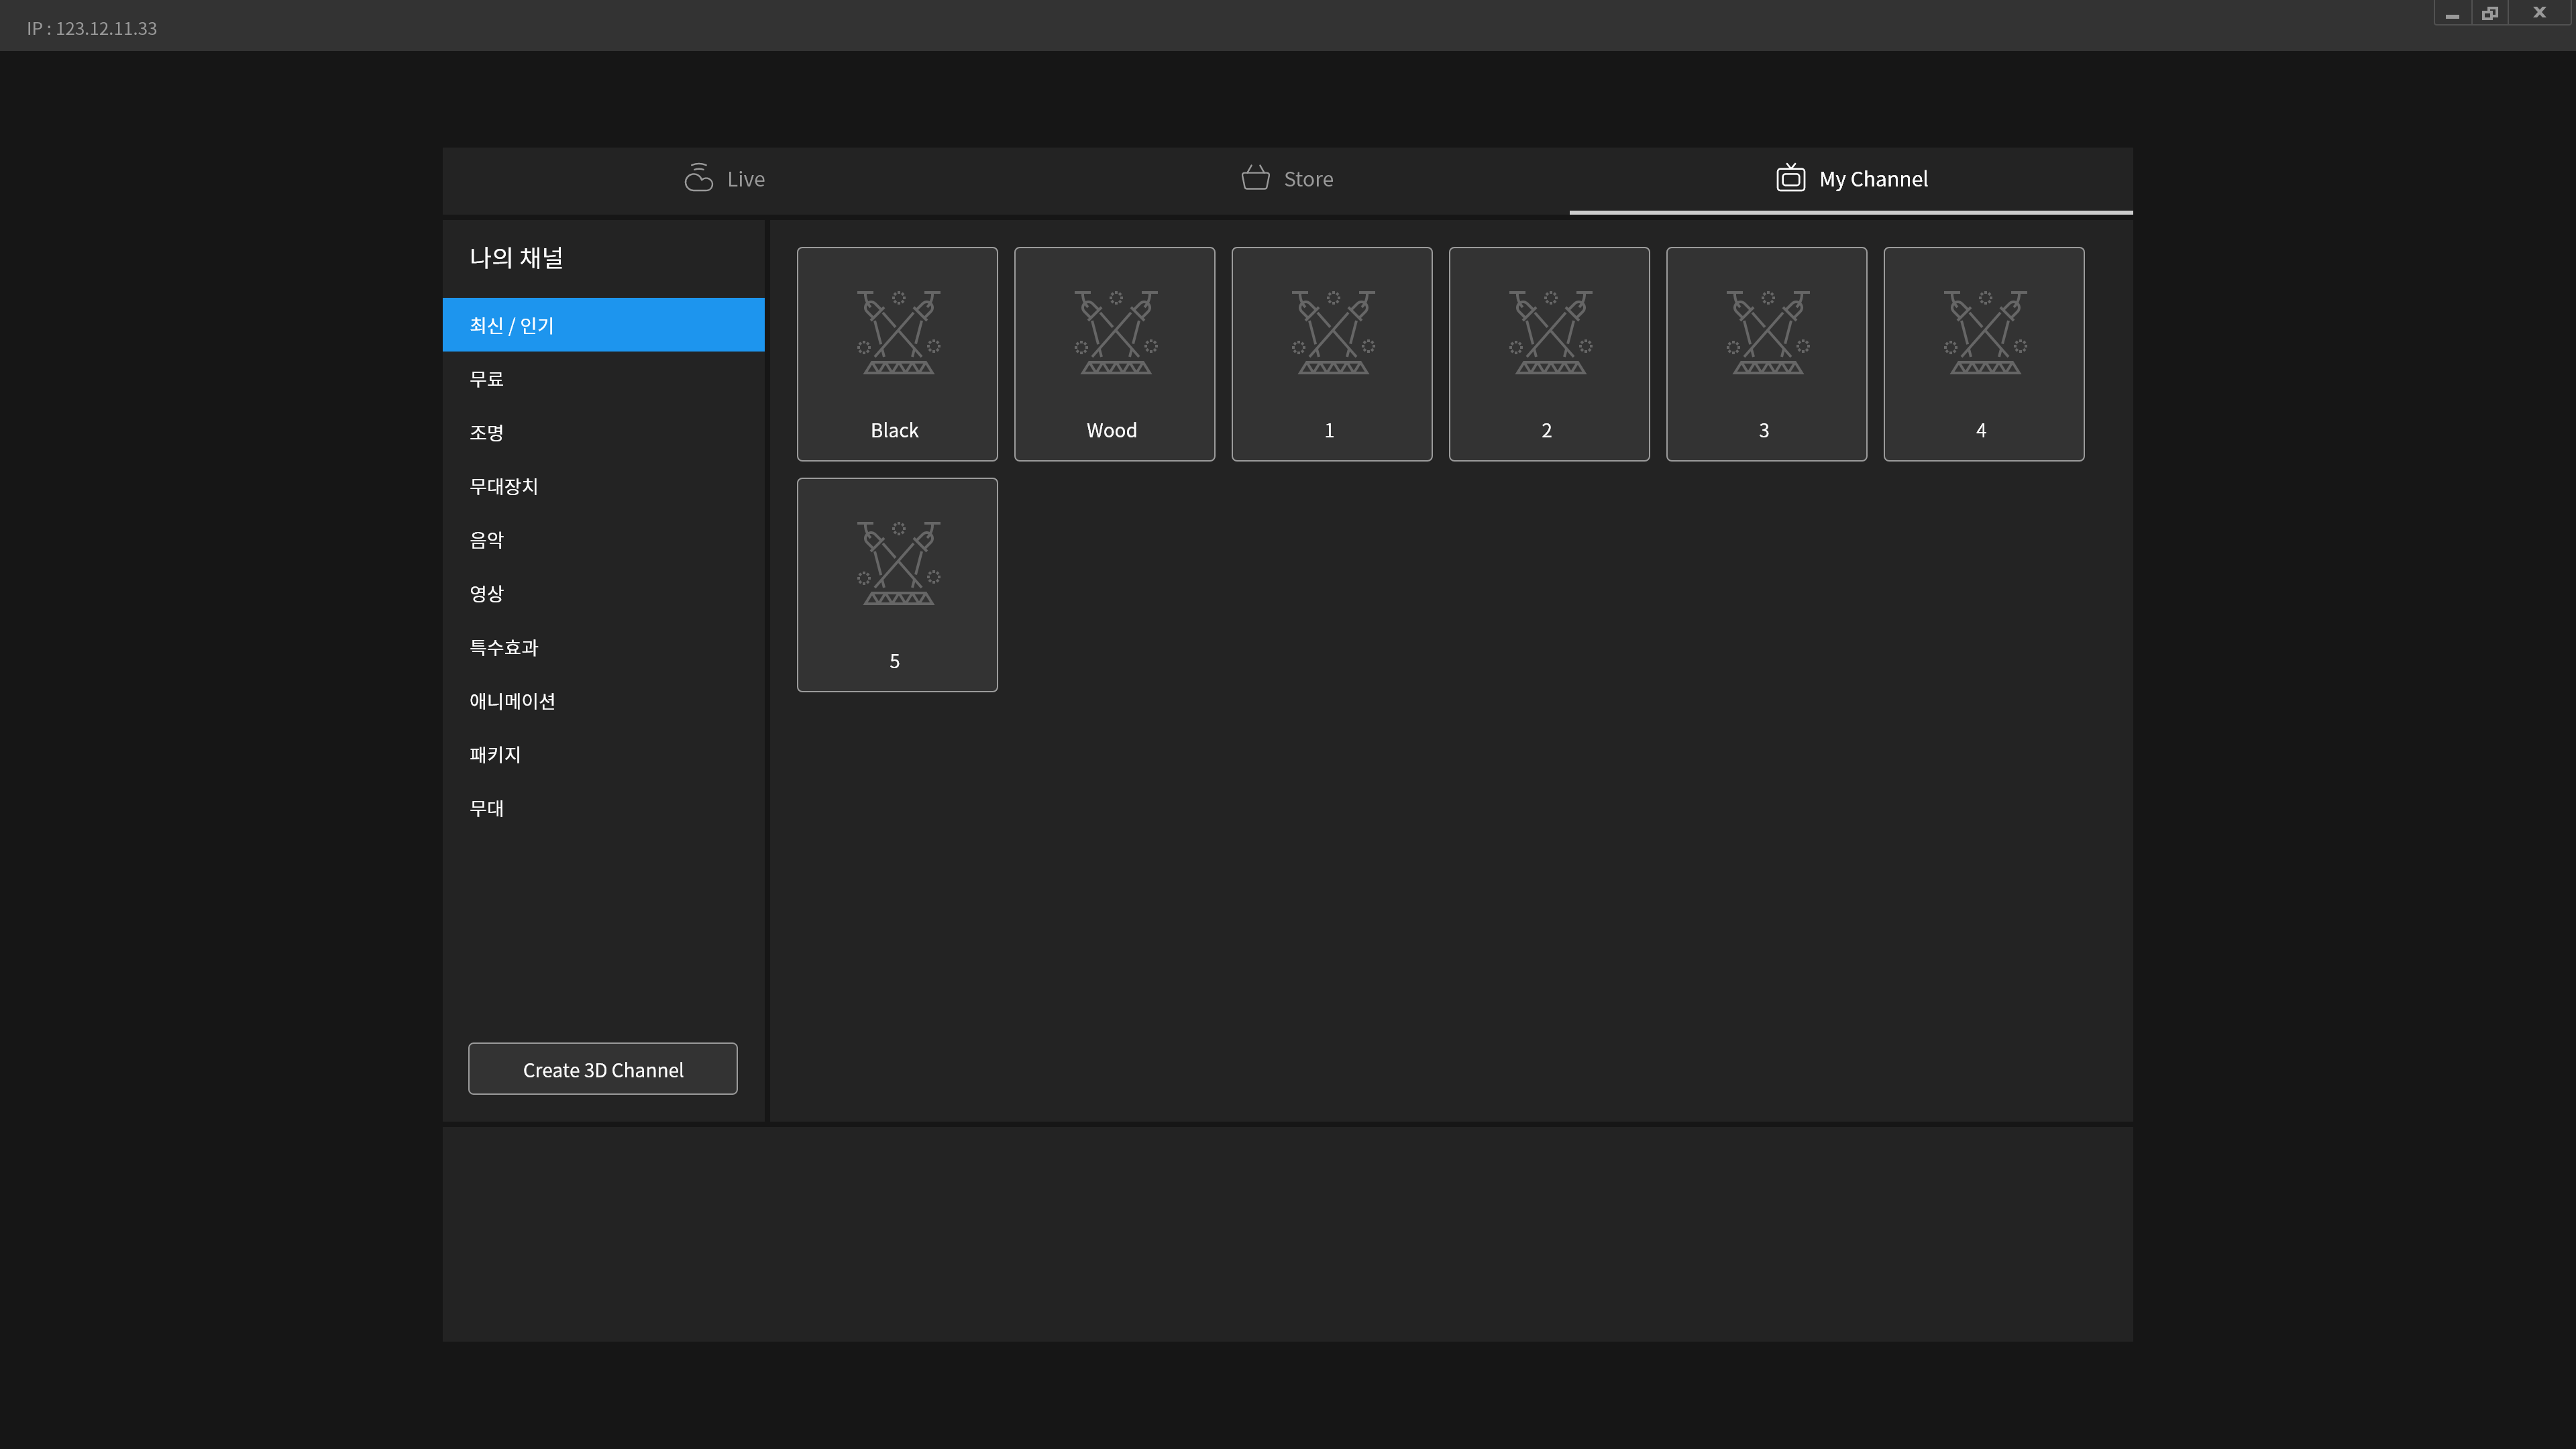 IP : 123.12.11.33
Live
Store
My Channel
나의 채널
최신 / 인기
무료
조명
무대장치
음악
영상
특수효과
애니메이션
패키지
무대
Create 3D Channel
Black
Wood
1
2
3
4
5